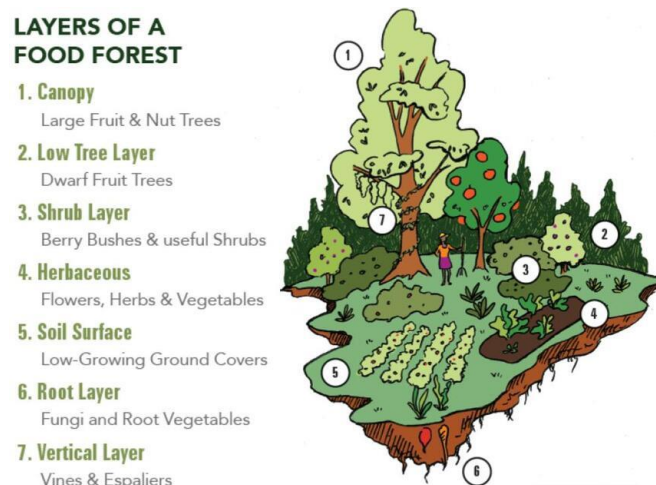 LAYERS OF A
FOOD FOREST
1. Canopy
Large Fruit & Nut Trees
2. Low Tree Layer
Dwarf Fruit Trees
3. Shrub Layer
Berry Bushes & useful Shrubs
4. Herbaceous
Flowers, Herbs & Vegetables
5. Soil Surface
Low-Growing Ground Covers
6. Root Layer
Fungi and Root Vegetables
7. Vertical Layer
Vines & Espaliers
1
7
2
3
4
5
6